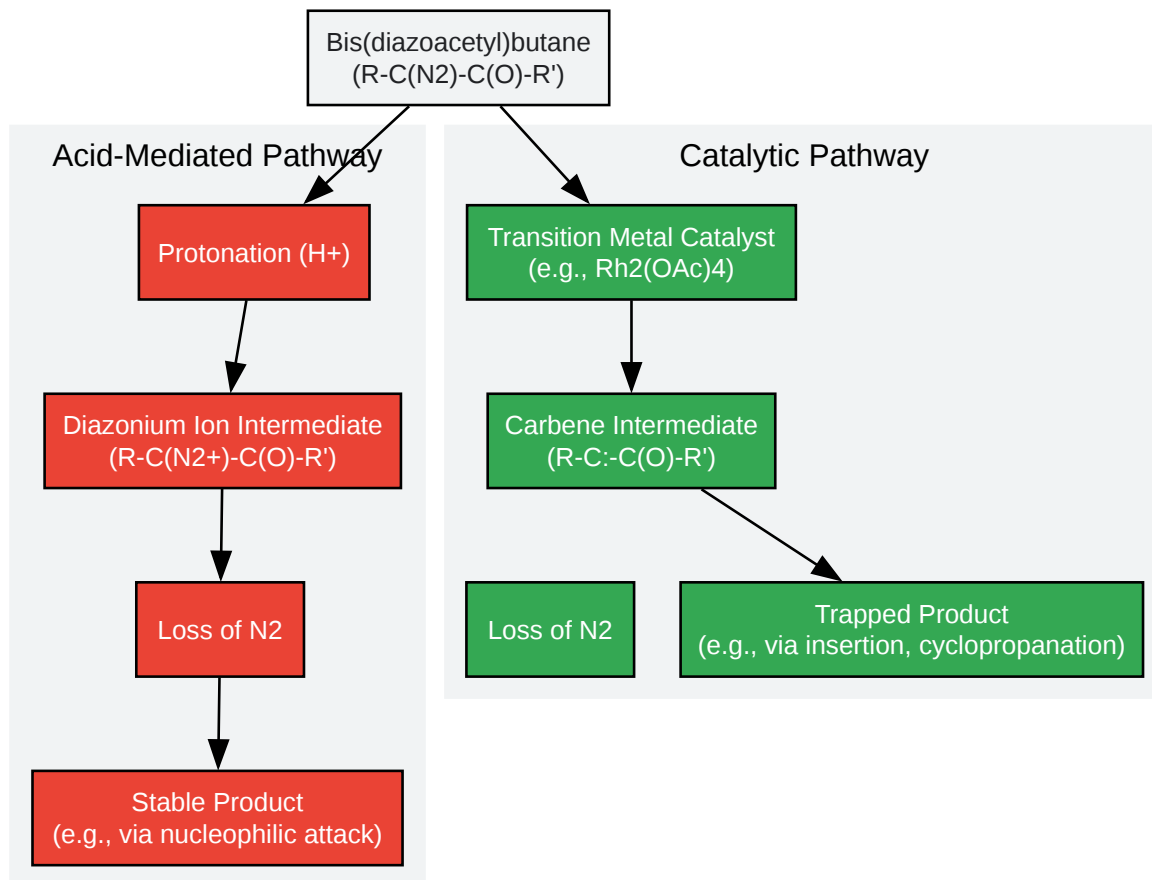 Bis(diazoacetyl)butane
(R-C(N2)-C(O)-R')
Acid-Mediated Pathway
Catalytic Pathway
Protonation (H+)
Transition Metal Catalyst
(e.g., Rh2(OAc)4)
Diazonium Ion Intermediate
(R-C(N2+)-C(O)-R')
Carbene Intermediate
(R-C:-C(O)-R')
Loss of N2
Loss of N2
Trapped Product
(e.g., via insertion, cyclopropanation)
Stable Product
(e.g., via nucleophilic attack)